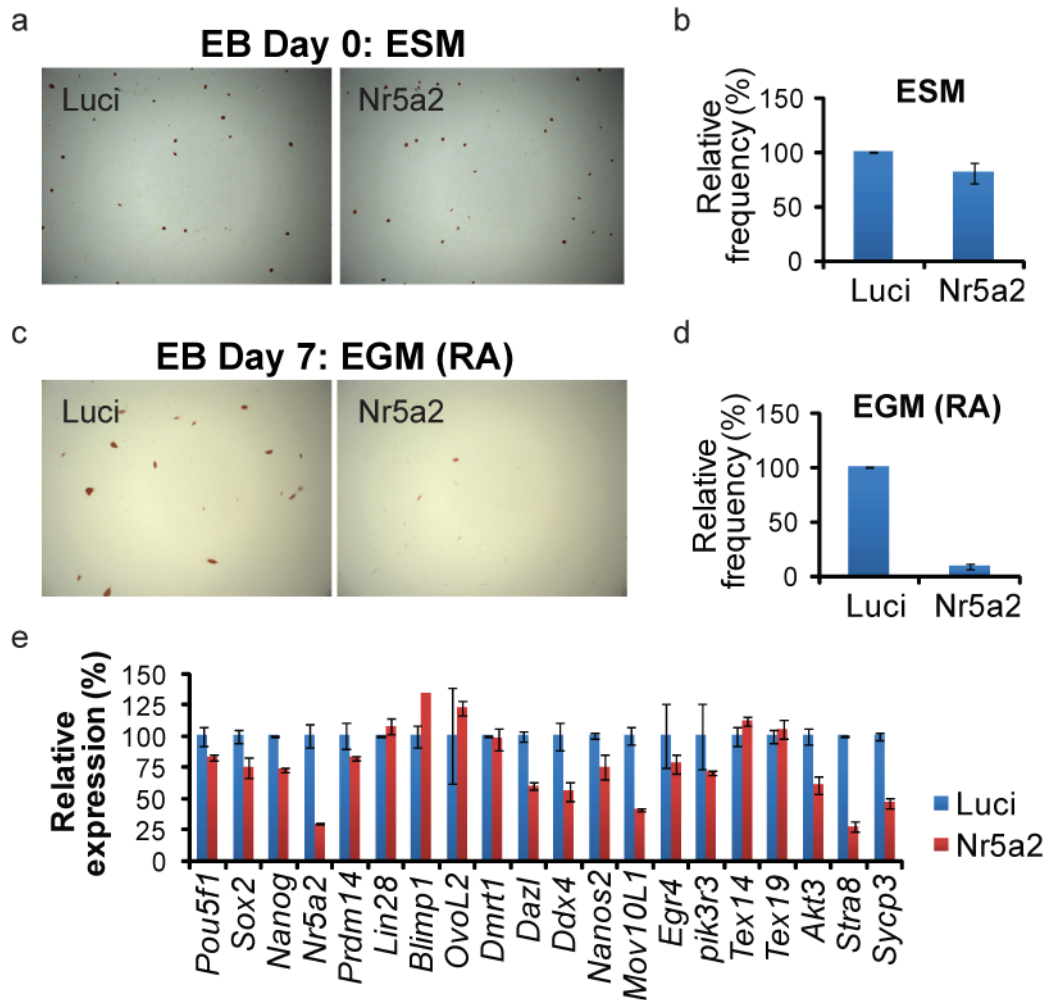 a
EB Day 0: ESM
Luci
Nr5a2
b
ESM
Relative
frequency (%)
150
100
50
0
Luci
Nr5a2
c
EB Day 7: EGM (RA)
Luci
Nr5a2
d
EGM (RA)
Relative
frequency (%)
150
100
50
0
Luci
Nr5a2
e
Relative
expression (%)
150
125
100
75
50
25
0
Pou5f1
Sox2
Nanog
Nr5a2
Prdm14
Lin28
Blimp1
OvoL2
Dmrt1
Dazl
Ddx4
Nanos2
Mov10L1
Egr4
pik3r3
Tex14
Tex19
Akt3
Stra8
Sycp3
Luci
Nr5a2